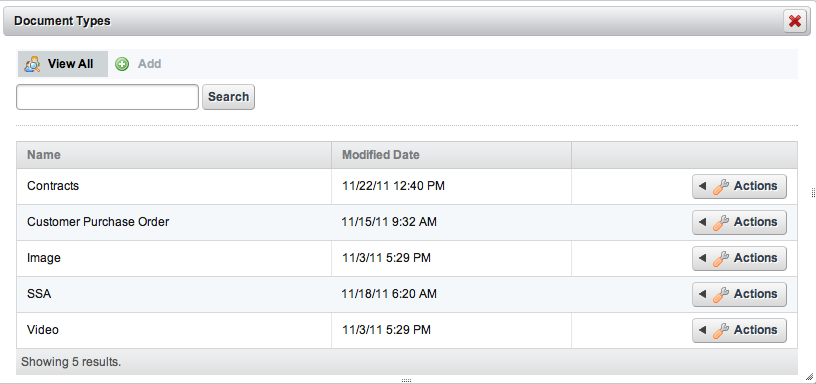 Document Types
View All Add
Search
Name Modified Date
Contracts 11/22/11 12:40 PM Actions
Customer Purchase Order 11/15/11 9:32 AM Actions
Image 11/3/11 5:29 PM Actions
SSA 11/18/11 6:20 AM Actions
Video 11/3/11 5:29 PM Actions
Showing 5 results.